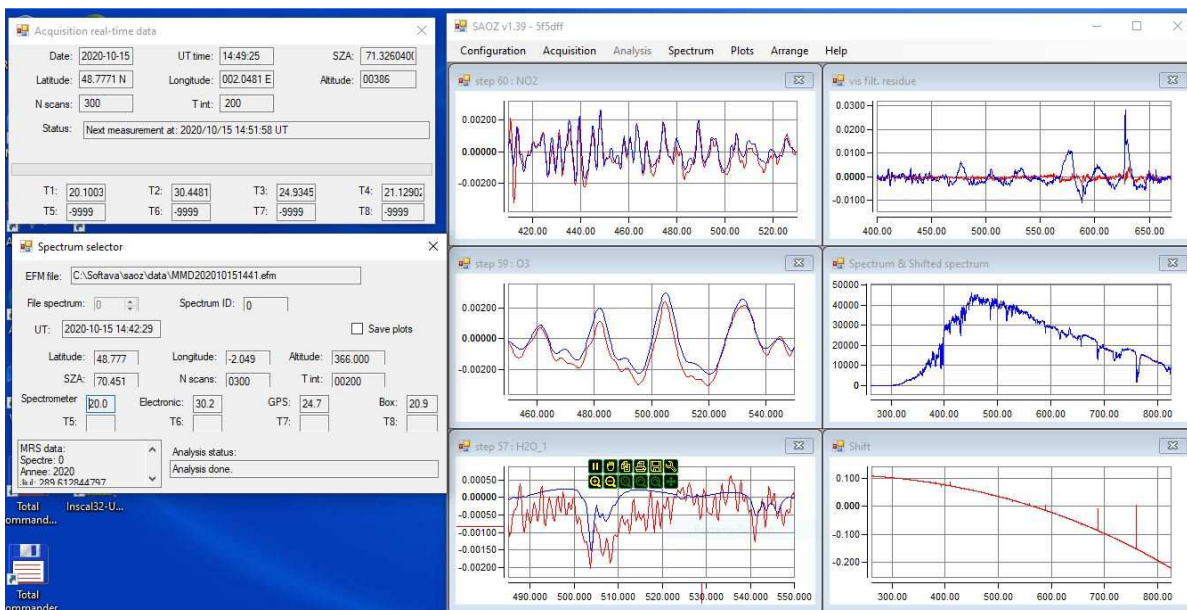 Acquisition real-time data
Date: 2020-10-15 UT time: 14:49:25 SZA: 71.3260400
Latitude: 48.7771 N Longitude: 002.0481 E Altitude: 00386
N scans: 300 T int: 200
Status: Next measurement at: 2020/10/15 14:51:58 UT
T1: 20.1003 T2: 30.4481 T3: 24.9345 T4: 21.12902
T5: -9999 T6: -9999 T7: -9999 T8: -9999
Spectrum selector
EFM file: C:\Softava\saoz\data\MMD202010151441.efm
File spectrum: 0 Spectrum ID: 0
UT: 2020-10-15 14:42:29 Save plots
Latitude: 48.777 Longitude: -2.049 Altitude: 366.000
SZA: 70.451 N scans: 0300 T int: 00200
Spectrometer 20.0 Electronic: 30.2 GPS: 24.7 Box: 20.9
T5: T6: T7: T8:
MRS data:
Spectre: 0
Annee: 2020
Jul: 289.612844797
Analysis status:
Analysis done.
Total
ommand...
Inscal32-U...
Total
ommander
SAOZ v1.39 - 5f5dff
Configuration Acquisition Analysis Spectrum Plots Arrange Help
step 60 : NO2
0.00200
0.00000
-0.00200
420.00 440.00 460.00 480.00 500.00 520.00
vis filt. residue
0.0300
0.0200
0.0100
0.0000
-0.0100
400.00 450.00 500.00 550.00 600.00 650.00
step 59 : O3
0.00200
0.00000
-0.00200
460.000 480.000 500.000 520.000 540.000
Spectrum & Shifted spectrum
50000
40000
30000
20000
10000
0
300.00 400.00 500.00 600.00 700.00 800.00
step 57 : H2O_1
0.00050
0.00000
-0.00050
-0.00100
-0.00150
-0.00200
490.000 500.000 510.000 520.000 530.000 540.000 550.000
Shift
0.100
0.000
-0.100
-0.200
300.00 400.00 500.00 600.00 700.00 800.00